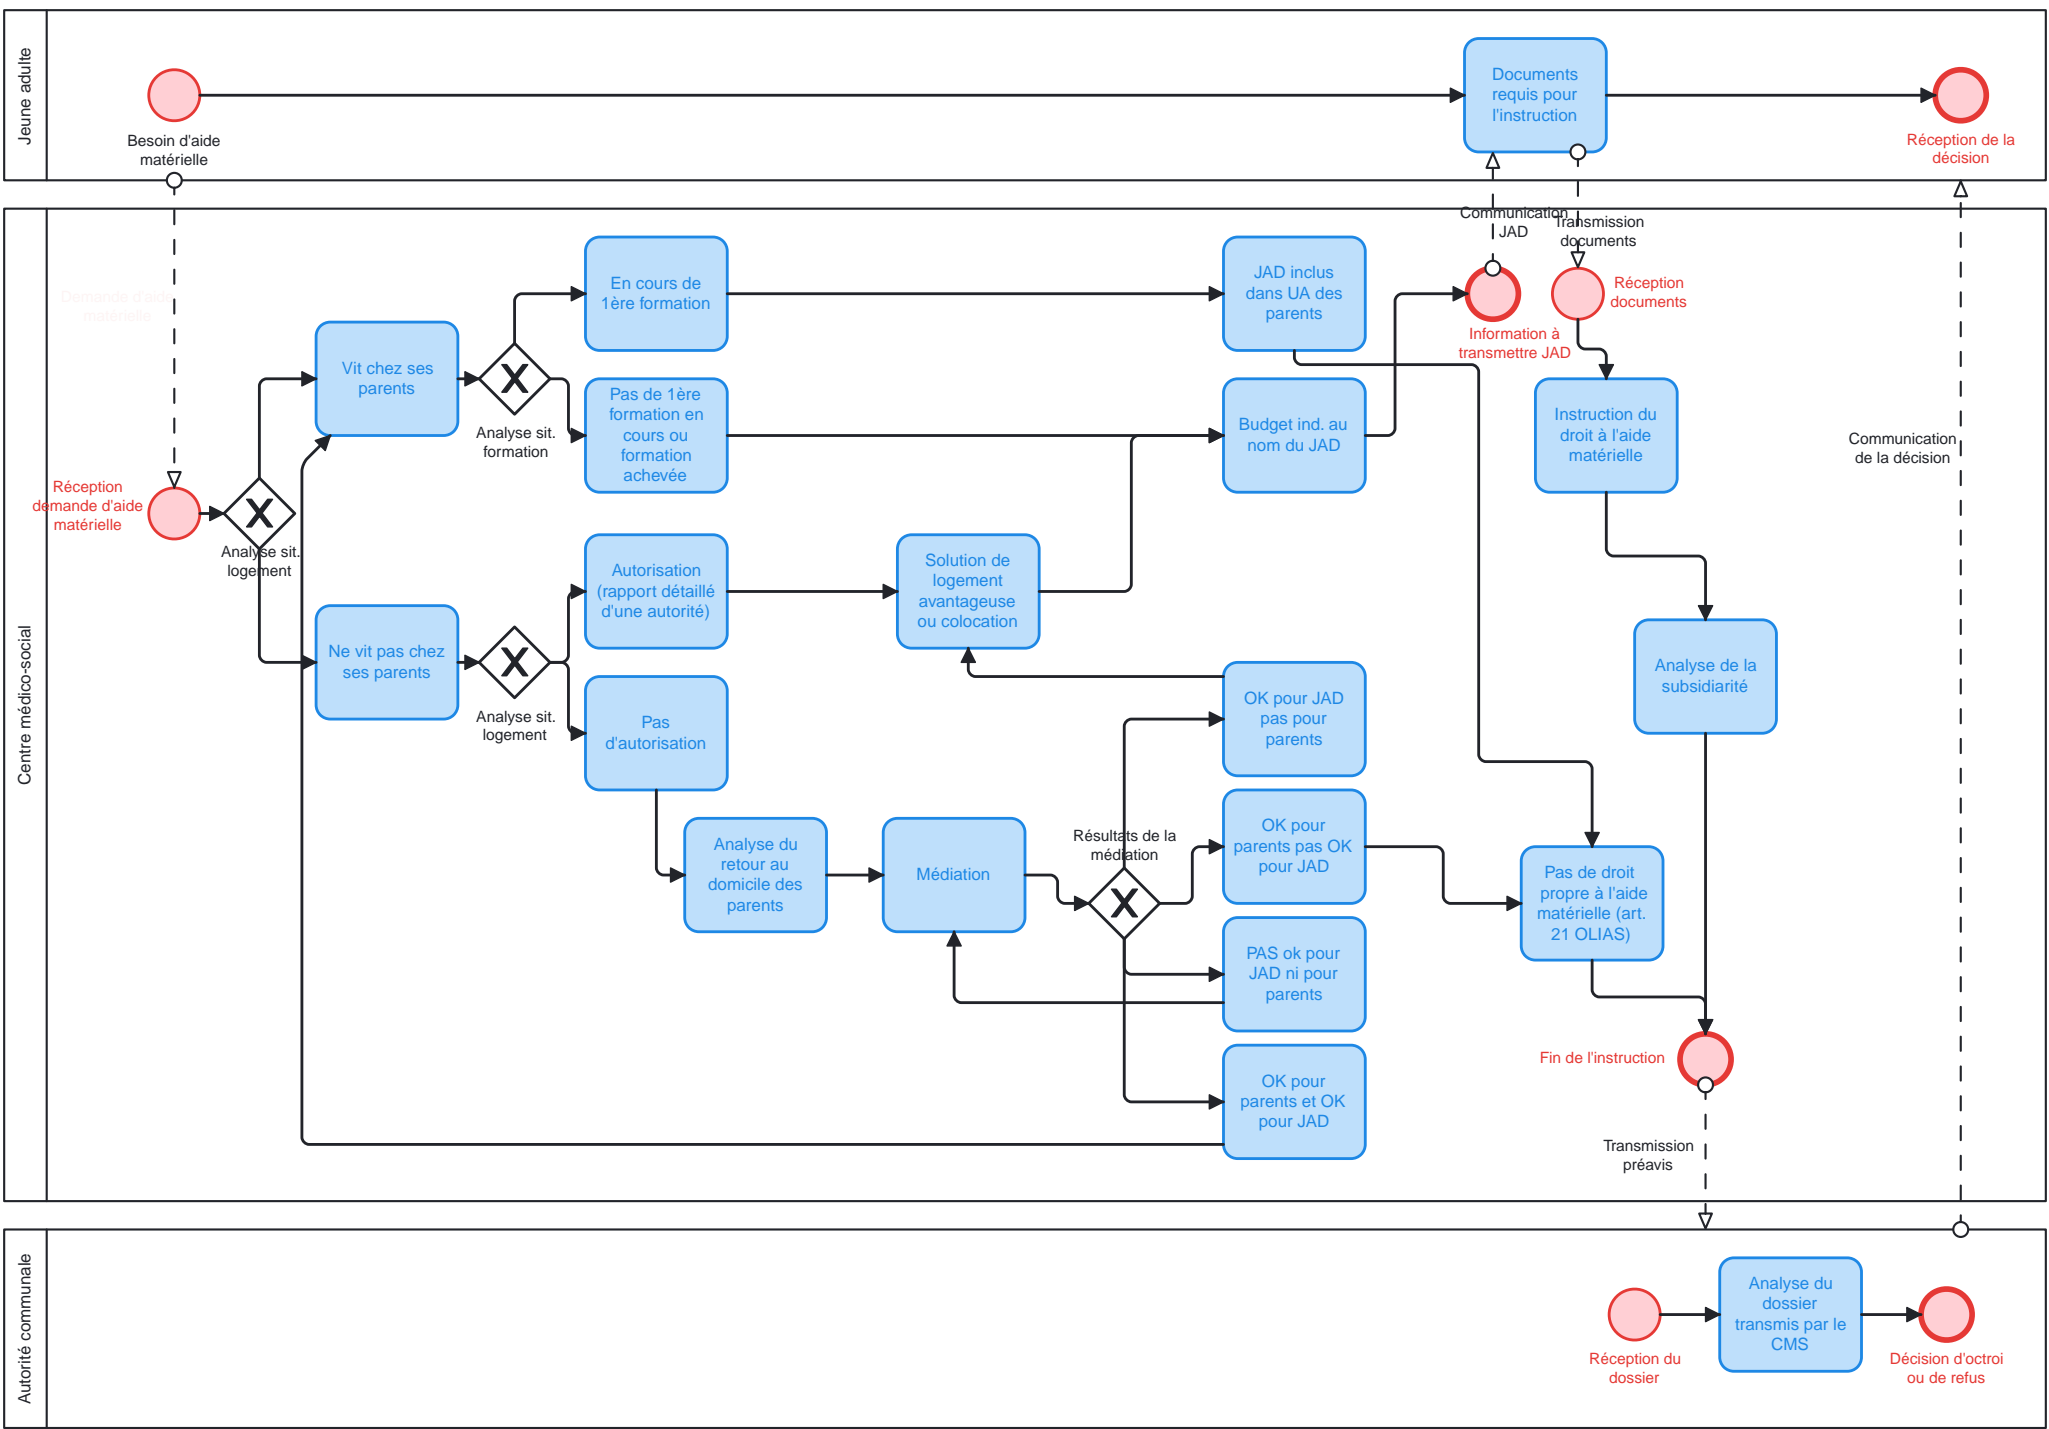 Jeune adulte
Besoin d'aide
matérielle
Documents
requis pour
l'instruction
Réception de la
décision
Centre médico-social
Demande d'aide
matérielle
Communication
JAD
Transmission
documents
En cours de
1ère formation
JAD inclus
dans UA des
parents
Réception
documents
Information à
transmettre JAD
Vit chez ses
parents
Analyse sit.
formation
Pas de 1ère
formation en
cours ou
formation
achevée
Budget ind. au
nom du JAD
Instruction du
droit à l'aide
matérielle
Communication
de la décision
Réception
demande d'aide
matérielle
Analyse sit.
logement
Autorisation
(rapport détaillé
d'une autorité)
Solution de
logement
avantageuse
ou colocation
Ne vit pas chez
ses parents
Analyse sit.
logement
Analyse de la
subsidiarité
Pas
d'autorisation
OK pour JAD
pas pour
parents
Analyse du
retour au
domicile des
parents
Médiation
Résultats de la
médiation
OK pour
parents pas OK
pour JAD
Pas de droit
propre à l'aide
matérielle (art.
21 OLIAS)
PAS ok pour
JAD ni pour
parents
OK pour
parents et OK
pour JAD
Fin de l'instruction
Transmission
préavis
Autorité communale
Réception du
dossier
Analyse du
dossier
transmis par le
CMS
Décision d'octroi
ou de refus